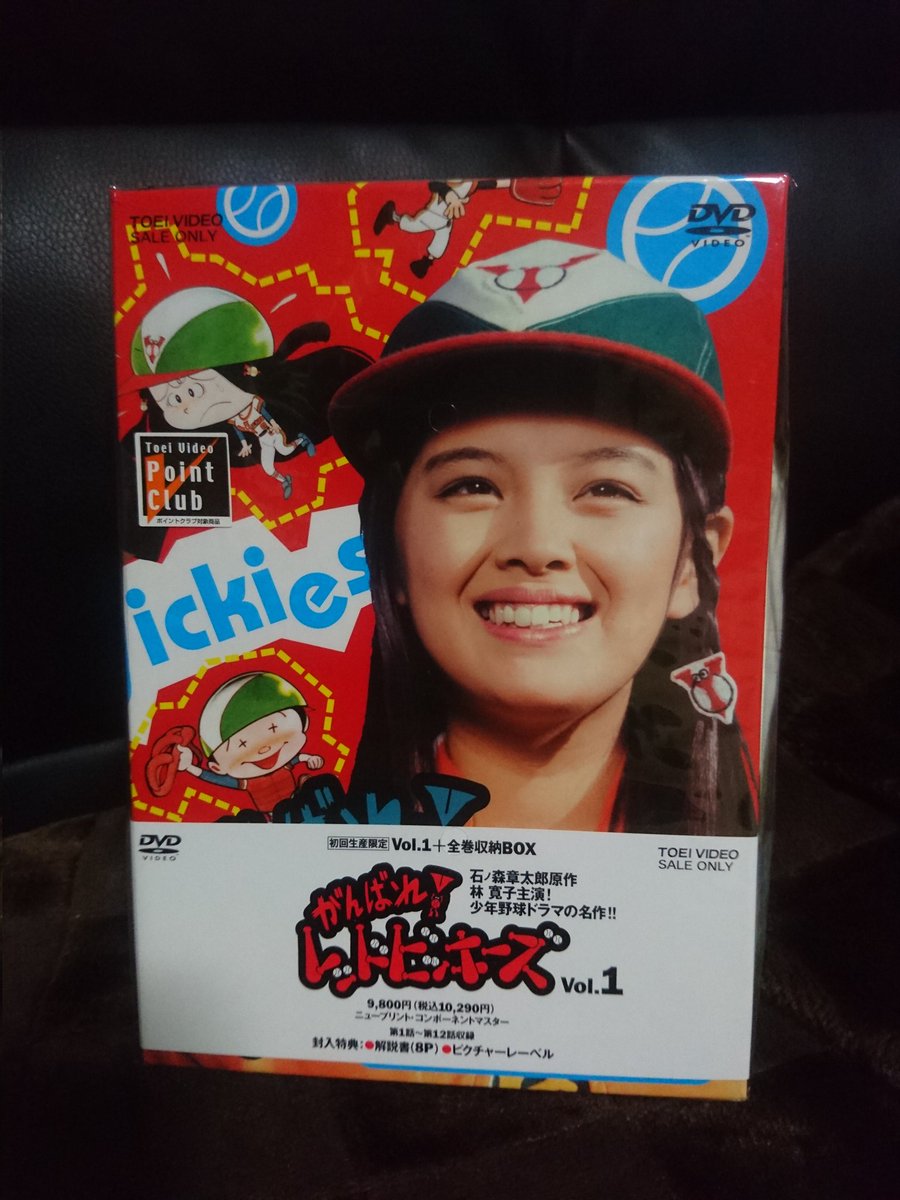 TOEI VIDEO
SALE ONLY
DVD
VIDEO
Toei Video
Point
Club
ポイントクラブ対象商品
ickies
がんばれ!
DVD
VIDEO
初回生産限定 Vol.1+全巻収納BOX
TOEI VIDEO
SALE ONLY
石ノ森章太郎原作
林 寛子主演!
少年野球ドラマの名作!!
がんばれ!
レッドビッキーズ Vol.1
9,800円(税込10,290円)
ニュープリント・コンポーネントマスター
第1話~第12話収録
封入特典:●解説書(8P)●ピクチャーレーベル